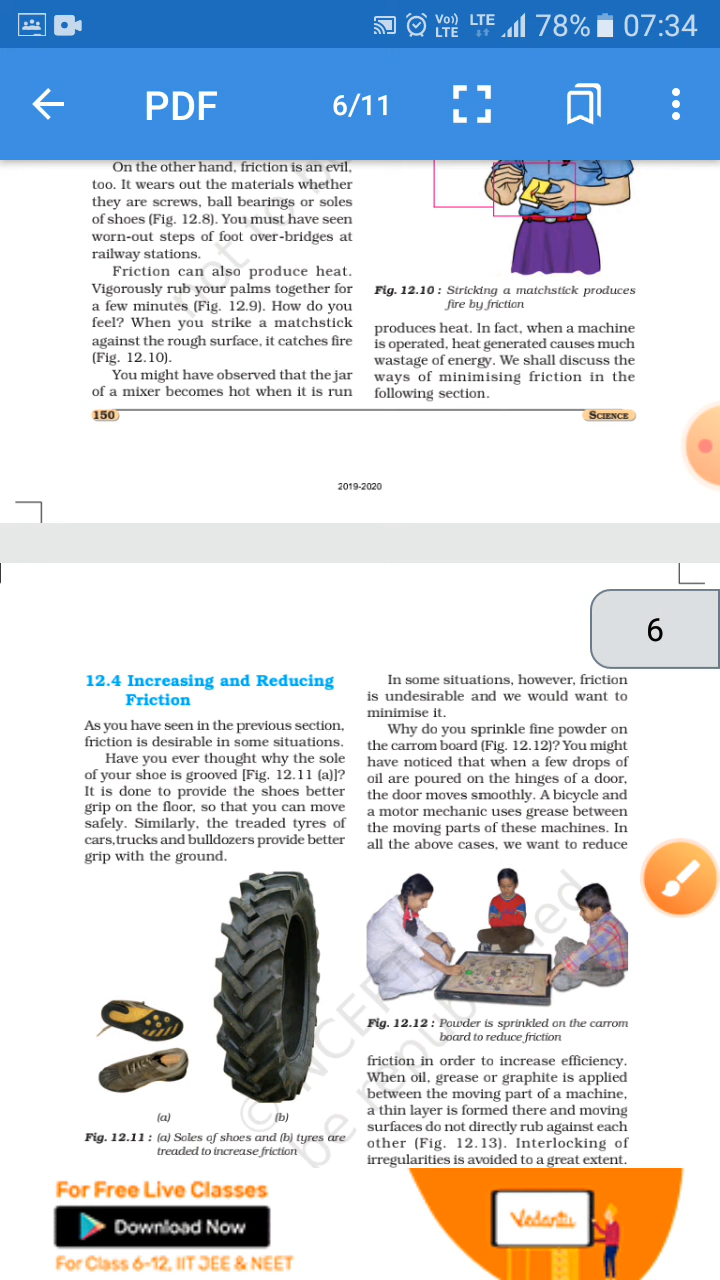 Vo))
LTE
LTE
78%
07:34
PDF
6/11
On the other hand, friction is an evil,
too. It wears out the materials whether
they are screws, ball bearings or soles
of shoes (Fig. 12.8). You must have seen
worn-out steps of foot over-bridges at
railway stations.
Friction can also produce heat.
Vigorously rub your palms together for
a few minutes (Fig. 12.9). How do you
feel? When you strike a matchstick
against the rough surface, it catches fire
(Fig. 12.10).
You might have observed that the jar
of a mixer becomes hot when it is run
Fig. 12.10 : Stricking a matchstick produces
fire by friction
produces heat. In fact, when a machine
is operated, heat generated causes much
wastage of energy. We shall discuss the
ways of minimising friction in the
following section.
150
SCIENCE
2019-2020
6
12.4 Increasing and Reducing
Friction
As you have seen in the previous section,
friction is desirable in some situations.
Have you ever thought why the sole
of your shoe is grooved [Fig. 12.11 (a)]?
It is done to provide the shoes better
grip on the floor, so that you can move
safely. Similarly, the treaded tyres of
cars,trucks and bulldozers provide better
grip with the ground.
(a)
(b)
Fig. 12.11 : (a) Soles of shoes and (b) tyres are
treaded to increase friction
In some situations, however, friction
is undesirable and we would want to
minimise it.
Why do you sprinkle fine powder on
the carrom board (Fig. 12.12)? You might
have noticed that when a few drops of
oil are poured on the hinges of a door,
the door moves smoothly. A bicycle and
a motor mechanic uses grease between
the moving parts of these machines. In
all the above cases, we want to reduce
Fig. 12.12 : Powder is sprinkled on the carrom
board to reduce friction
friction in order to increase efficiency.
When oil, grease or graphite is applied
between the moving part of a machine,
a thin layer is formed there and moving
surfaces do not directly rub against each
other (Fig. 12.13). Interlocking of
irregularities is avoided to a great extent.
For Free Live Classes
Download Now
For Class 6-12, IIT JEE & NEET
Vedantu